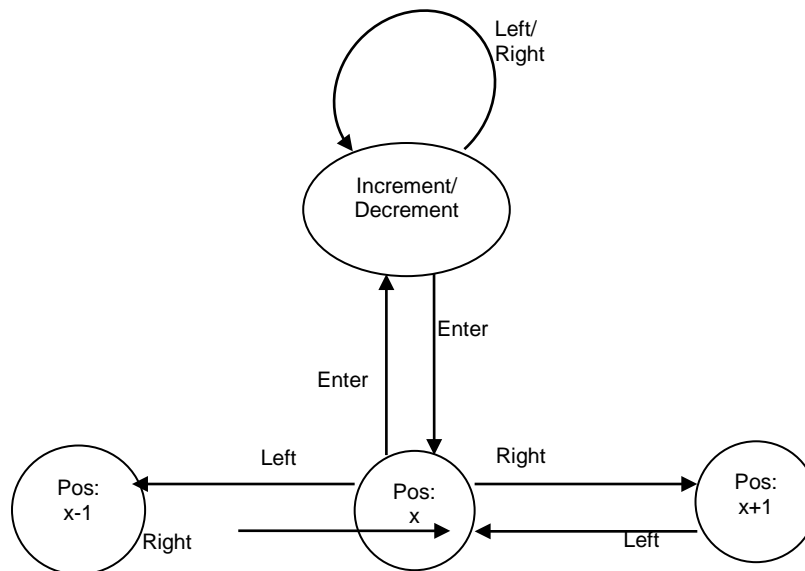 Left/
Right
Increment/
Decrement
Enter
Enter
Left
Right
Pos:
x-1
Pos:
x
Pos:
x+1
Right
Left